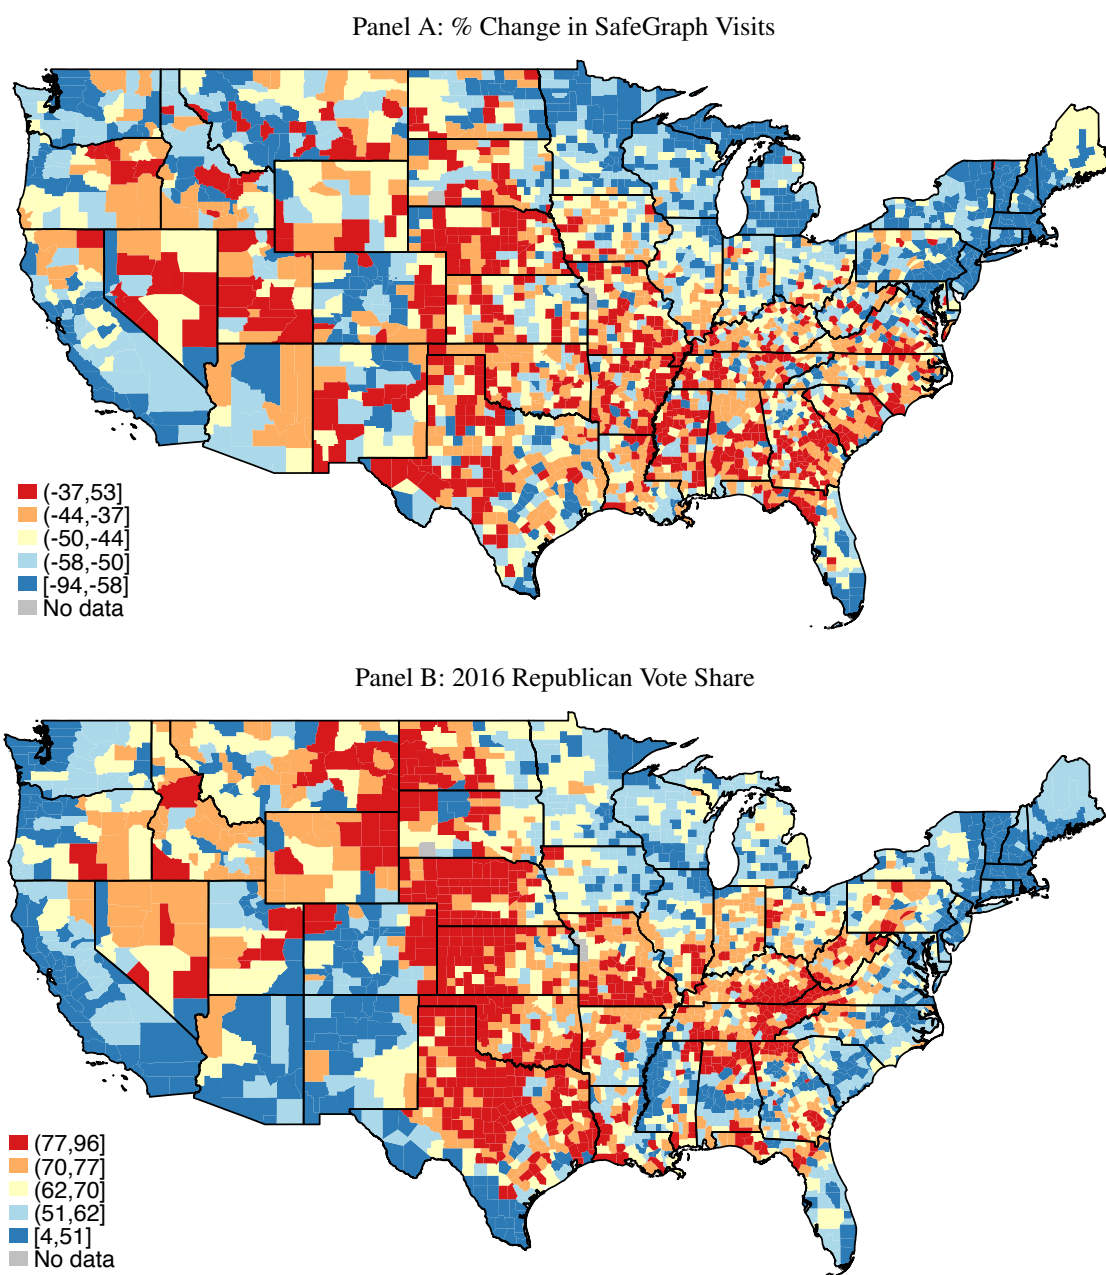 Panel A: % Change in SafeGraph Visits
(-37,53]
(-44,-37]
(-50,-44]
(-58,-50]
[-94,-58]
No data
Panel B: 2016 Republican Vote Share
(77,96]
(70,77]
(62,70]
(51,62]
[4,51]
No data